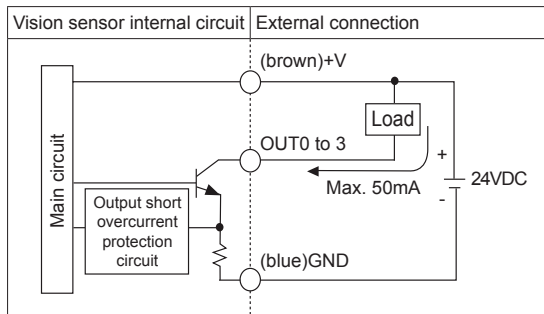 Vision sensor internal circuit
External connection
(brown)+V
Load
OUT0 to 3
Main circuit
+
Max. 50mA
24VDC
-
Output short
overcurrent
protection
circuit
(blue)GND